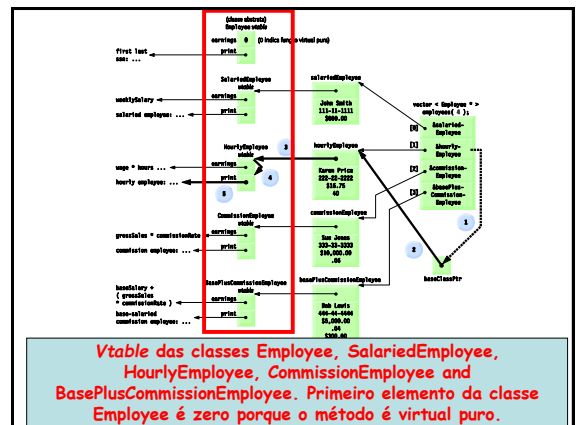 (classe abstrata)
Employee vtable
earnings 0 (0 indica função virtual pura)
first last
ssn: ...
print
SalariedEmployee
vtable
weeklySalary
earnings
salaried employee: ...
print
salariedEmployee
John Smith
111-11-1111
$800.00
vector < Employee * >
employees( 4 );
[0] &salaried-
Employee
[1] &hourly-
Employee
[2] &commission-
Employee
[3] &basePlus-
Commission-
Employee
HourlyEmployee
vtable
wage * hours ...
earnings
hourly employee: ...
print
hourlyEmployee
Karen Price
222-22-2222
$16.75
40
3
4
5
1
2
baseClassPtr
CommissionEmployee
vtable
grossSales * commissionRate
earnings
commission employee: ...
print
commissionEmployee
Sue Jones
333-33-3333
$10,000.00
.06
BasePlusCommissionEmployee
vtable
baseSalary +
( grossSales
* commissionRate )
earnings
base-salaried
commission employee: ...
print
basePlusCommissionEmployee
Bob Lewis
444-44-4444
$5,000.00
.04
$300.00
Vtable das classes Employee, SalariedEmployee,
HourlyEmployee, CommissionEmployee and
BasePlusCommissionEmployee. Primeiro elemento da classe
Employee é zero porque o método é virtual puro.